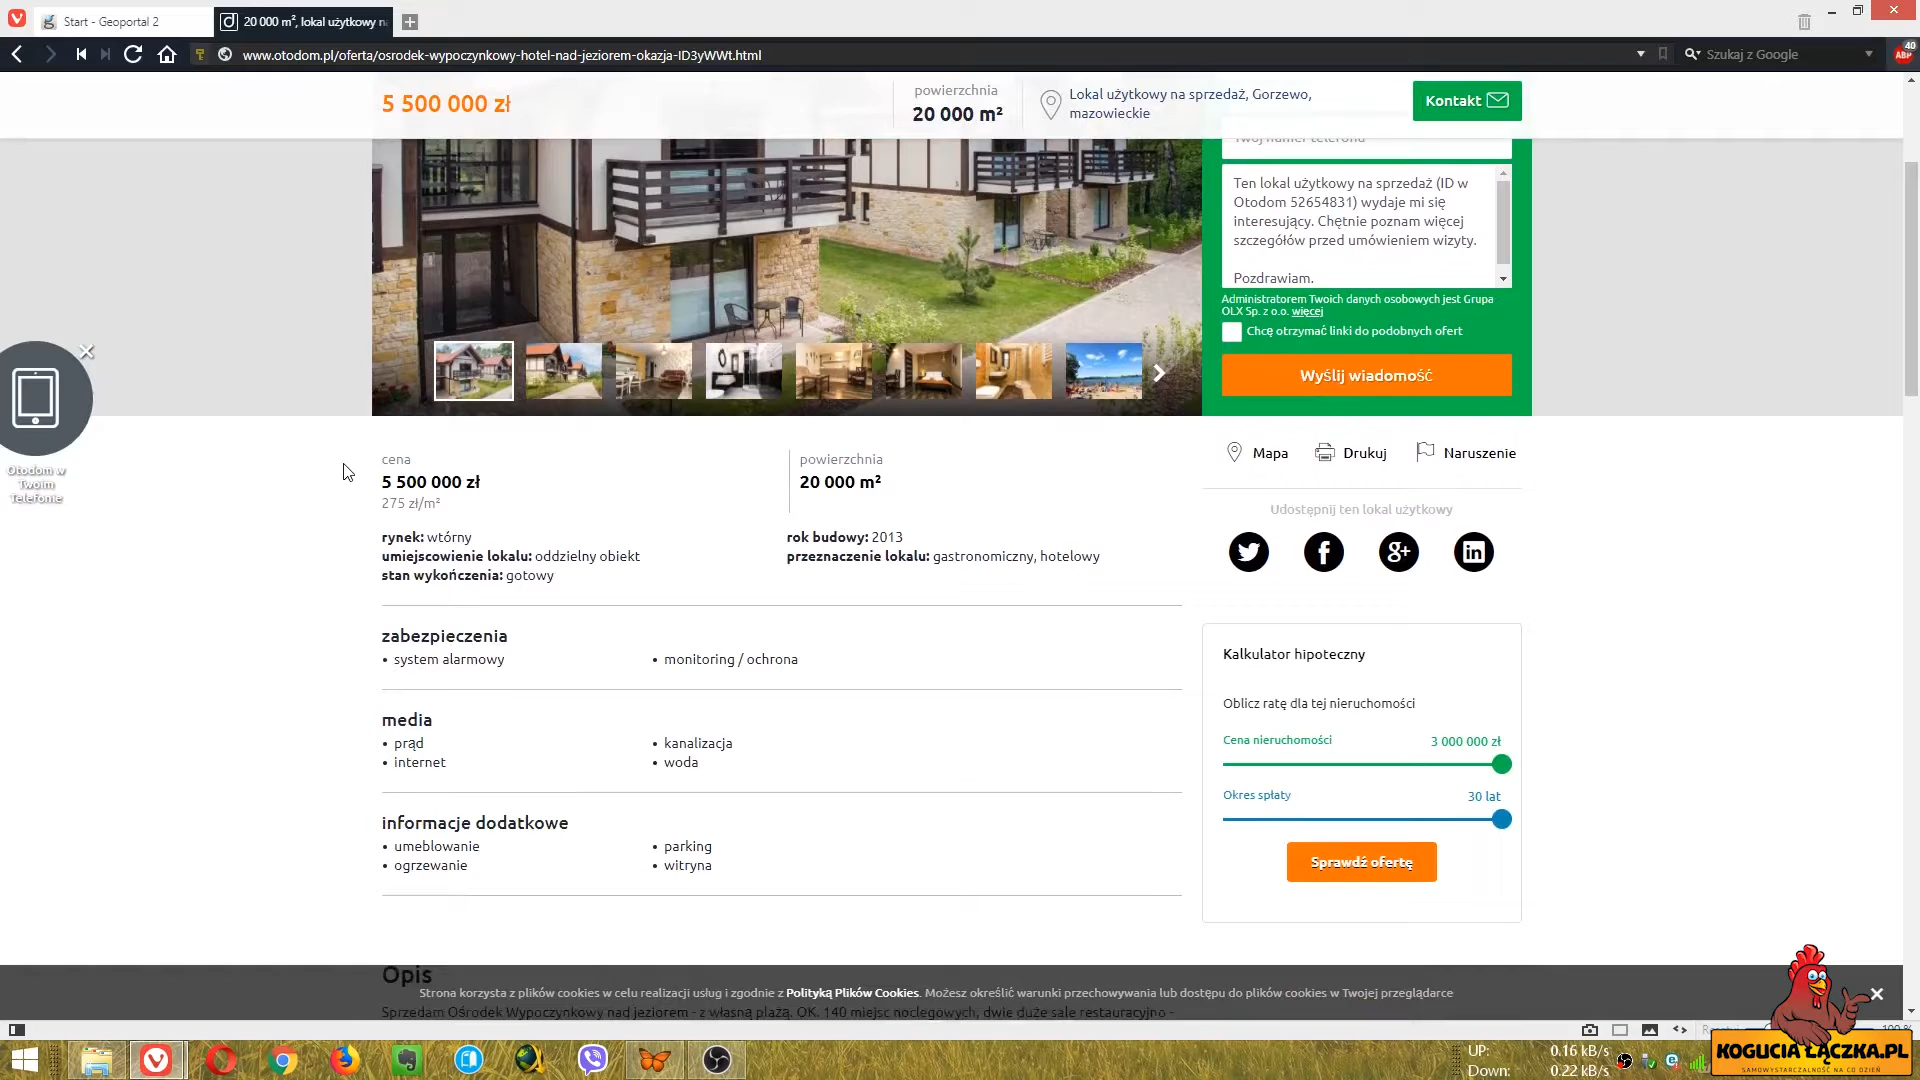 Start - Geoportal 2
20 000 m², lokal użytkowy n
www.otodom.pl/oferta/osrodek-wypoczynkowy-hotel-nad-jeziorem-okazja-ID3yWWt.html
Szukaj z Google
40
ABP
5 500 000 zł
powierzchnia
20 000 m²
Lokal użytkowy na sprzedaż, Gorzewo,
mazowieckie
Kontakt
Twój numer telefonu
Ten lokal użytkowy na sprzedaż (ID w
Otodom 52654831) wydaje mi się
interesujący. Chętnie poznam więcej
szczegółów przed umówieniem wizyty.
Pozdrawiam.
Administratorem Twoich danych osobowych jest Grupa
OLX Sp. z o.o. więcej
Chcę otrzymać linki do podobnych ofert
Wyślij wiadomość
Otodom w
Twoim
Telefonie
cena
5 500 000 zł
275 zł/m²
powierzchnia
20 000 m²
Mapa
Drukuj
Naruszenie
Udostępnij ten lokal użytkowy
rynek: wtórny
umiejscowienie lokalu: oddzielny obiekt
stan wykończenia: gotowy
rok budowy: 2013
przeznaczenie lokalu: gastronomiczny, hotelowy
zabezpieczenia
• system alarmowy
• monitoring / ochrona
media
• prąd
• internet
• kanalizacja
• woda
informacje dodatkowe
• umeblowanie
• ogrzewanie
• parking
• witryna
Kalkulator hipoteczny
Oblicz ratę dla tej nieruchomości
Cena nieruchomości
3 000 000 zł
Okres spłaty
30 lat
Sprawdź ofertę
Opis
Strona korzysta z plików cookies w celu realizacji usług i zgodnie z Polityką Plików Cookies. Możesz określić warunki przechowywania lub dostępu do plików cookies w Twojej przeglądarce
Sprzedam Ośrodek Wypoczynkowy nad jeziorem - z własną plażą. OK. 140 miejsc noclegowych, dwie duże sale restauracyjno -
UP: 0.16 kB/s
Down: 0.22 kB/s
KOGUCIA ŁĄCZKA.PL
SAMOWYSTARCZALNOŚĆ NA CO DZIEŃ